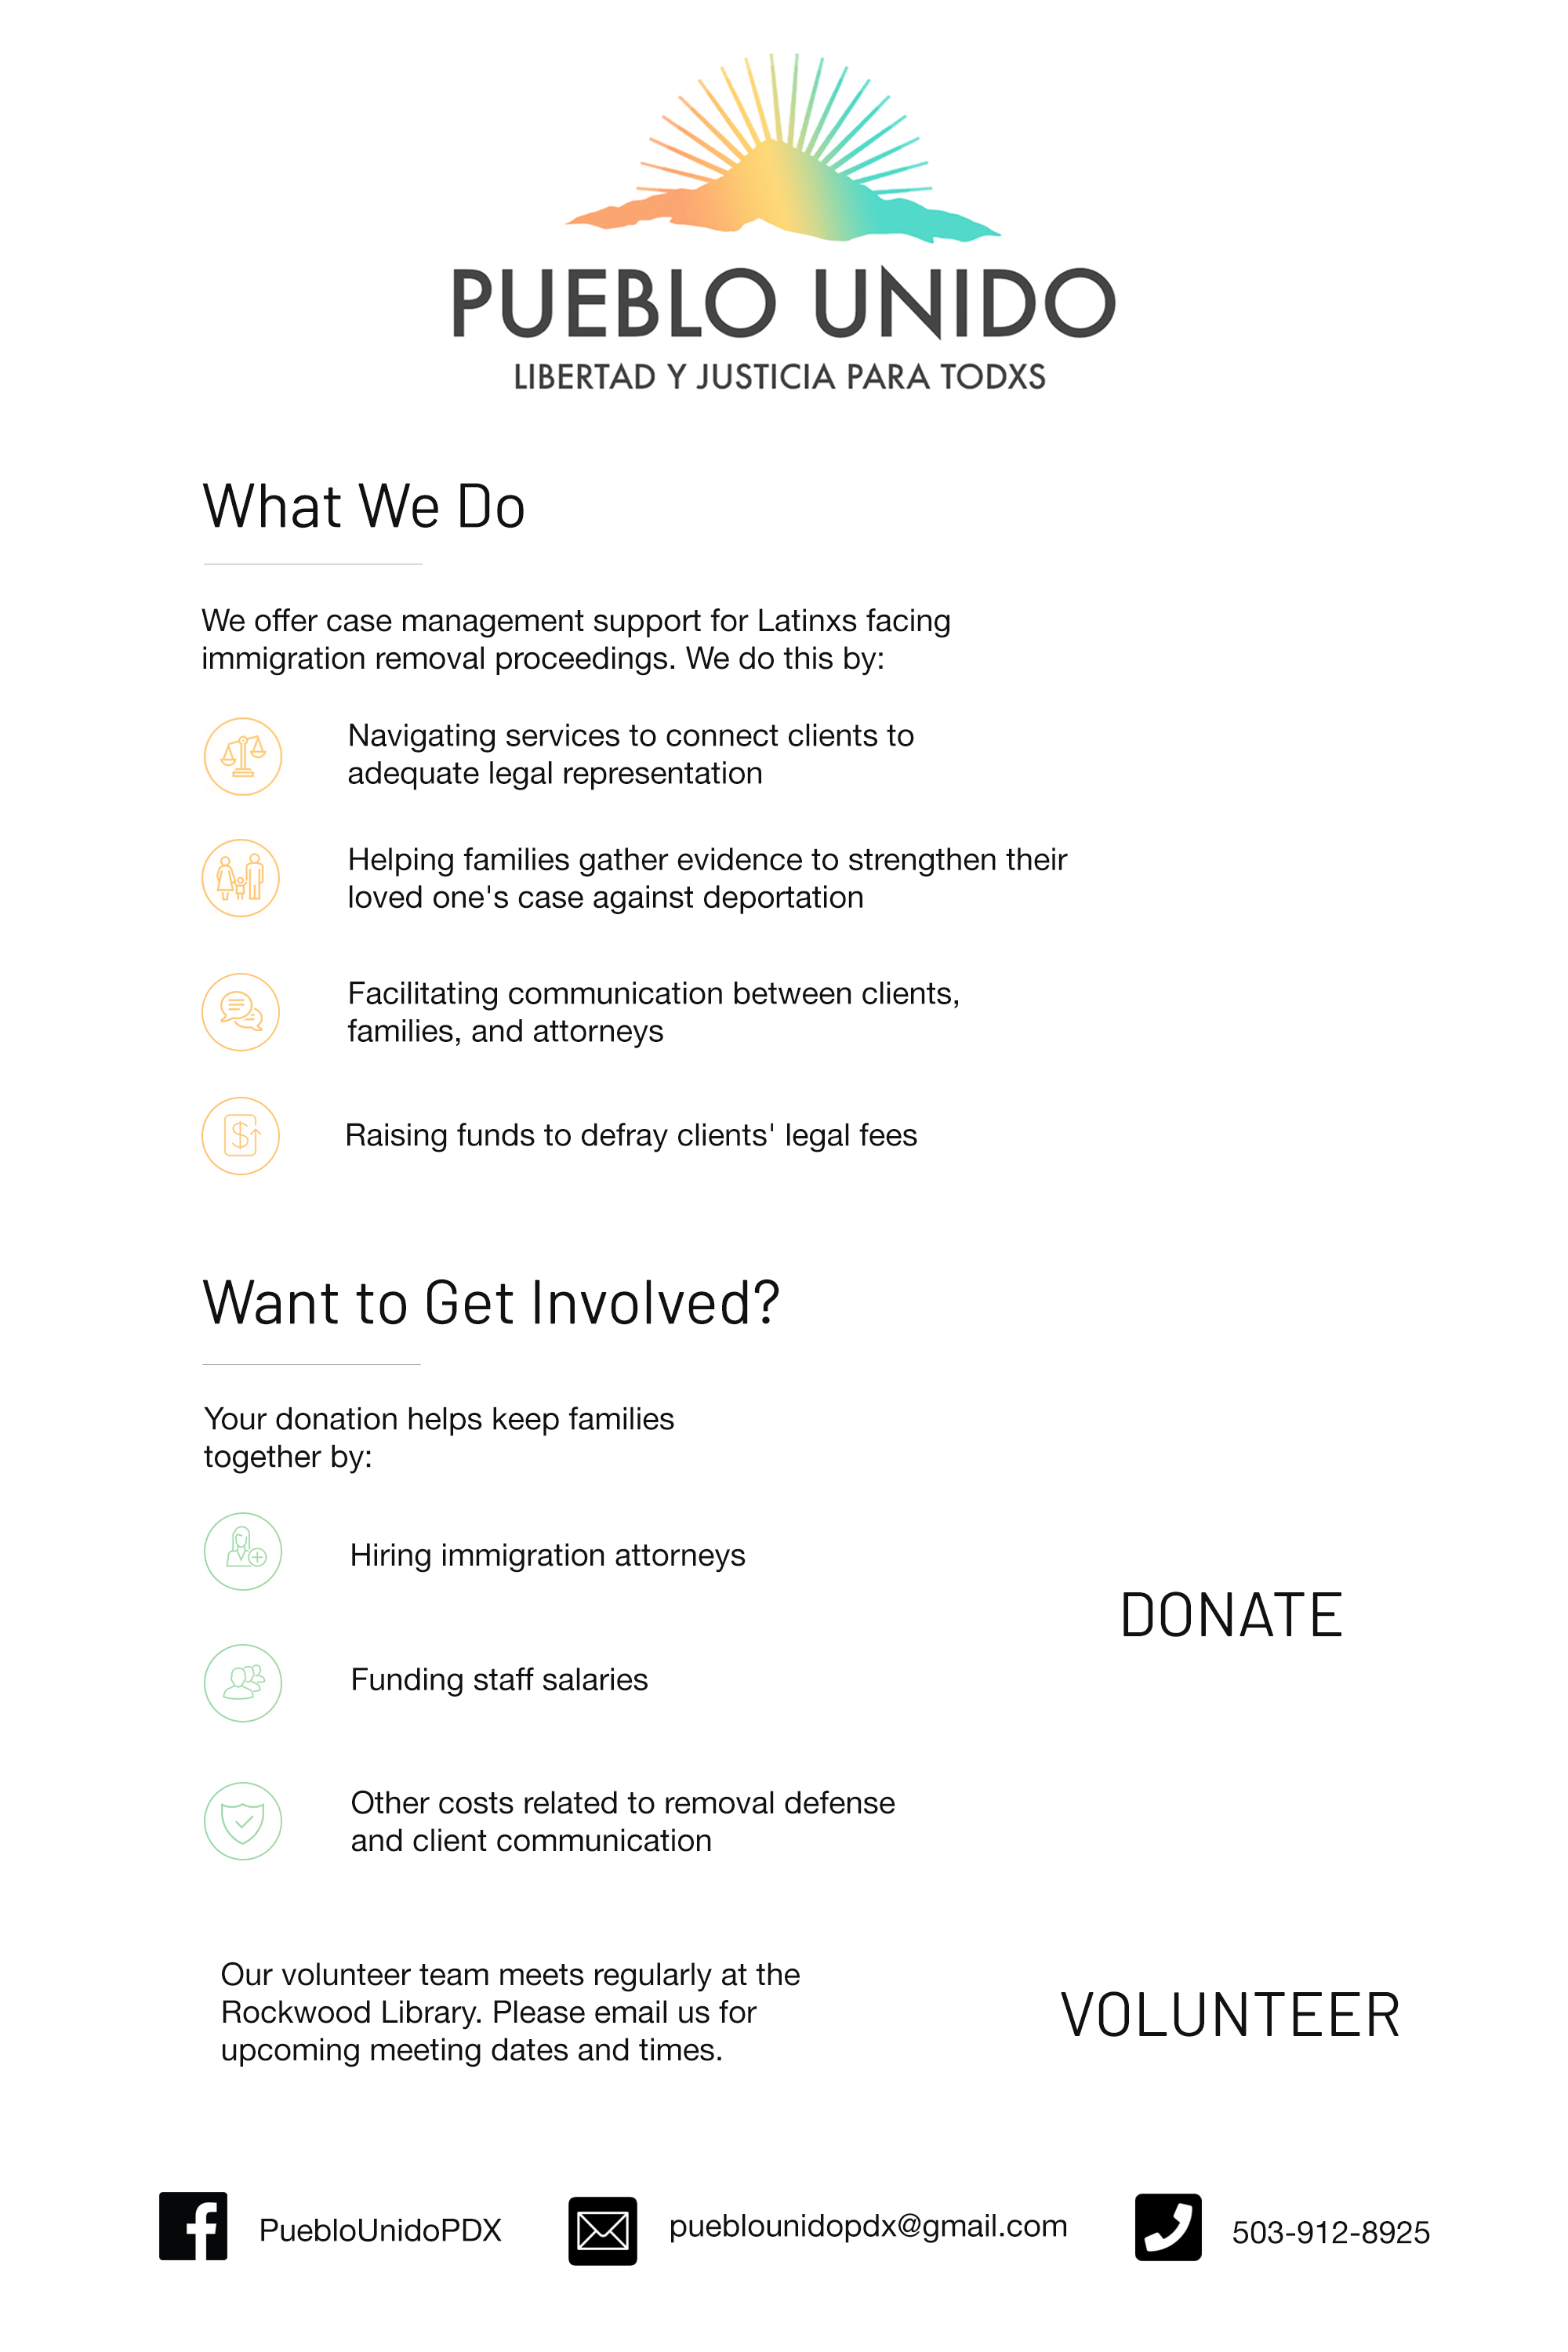 PUEBLO UNIDO
LIBERTAD Y JUSTICIA PARA TODXS
What We Do
We offer case management support for Latinxs facing
immigration removal proceedings. We do this by:
Navigating services to connect clients to
adequate legal representation
Helping families gather evidence to strengthen their
loved one's case against deportation
Facilitating communication between clients,
families, and attorneys
Raising funds to defray clients' legal fees
Want to Get Involved?
Your donation helps keep families
together by:
Hiring immigration attorneys
DONATE
Funding staff salaries
Other costs related to removal defense
and client communication
Our volunteer team meets regularly at the
Rockwood Library. Please email us for
upcoming meeting dates and times.
VOLUNTEER
PuebloUnidoPDX
pueblounidopdx@gmail.com
503-912-8925